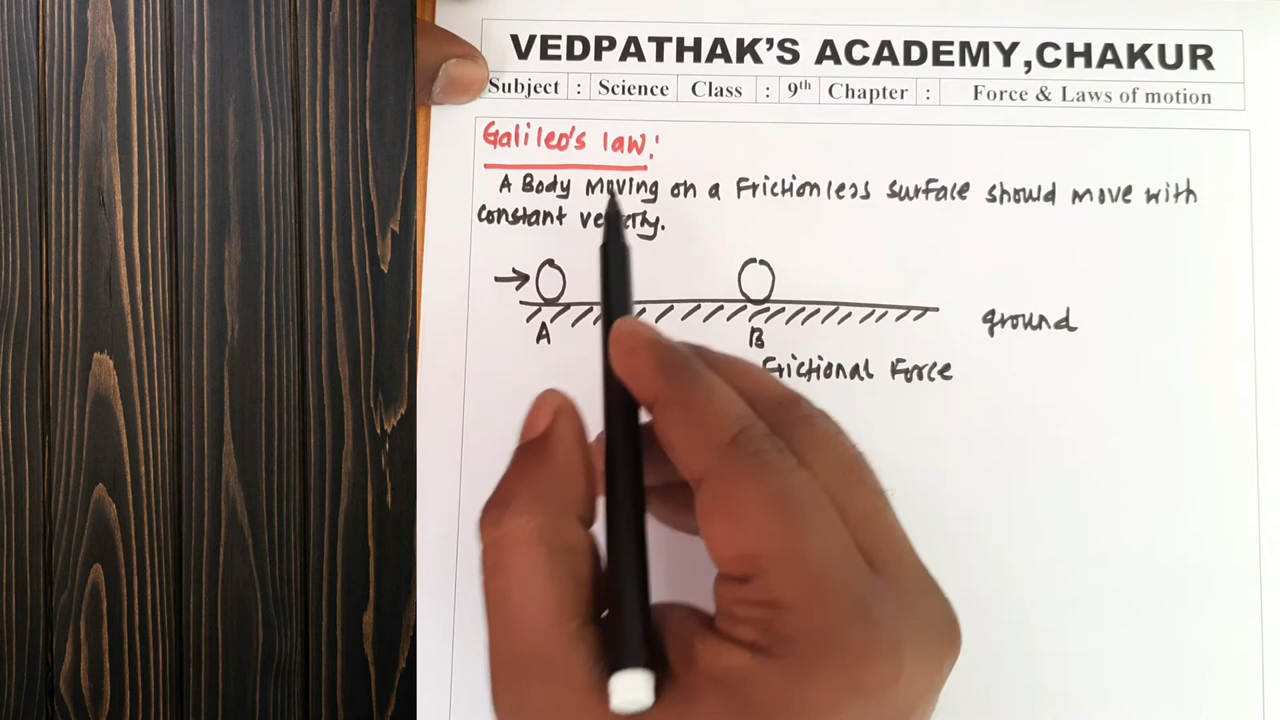 VEDPATHAK'S ACADEMY,CHAKUR
Subject : Science Class : 9th Chapter : Force & Laws of motion
Galileo's law:
A Body Moving on a Frictionless surface should move with
constant
A B ground
Frictional Force